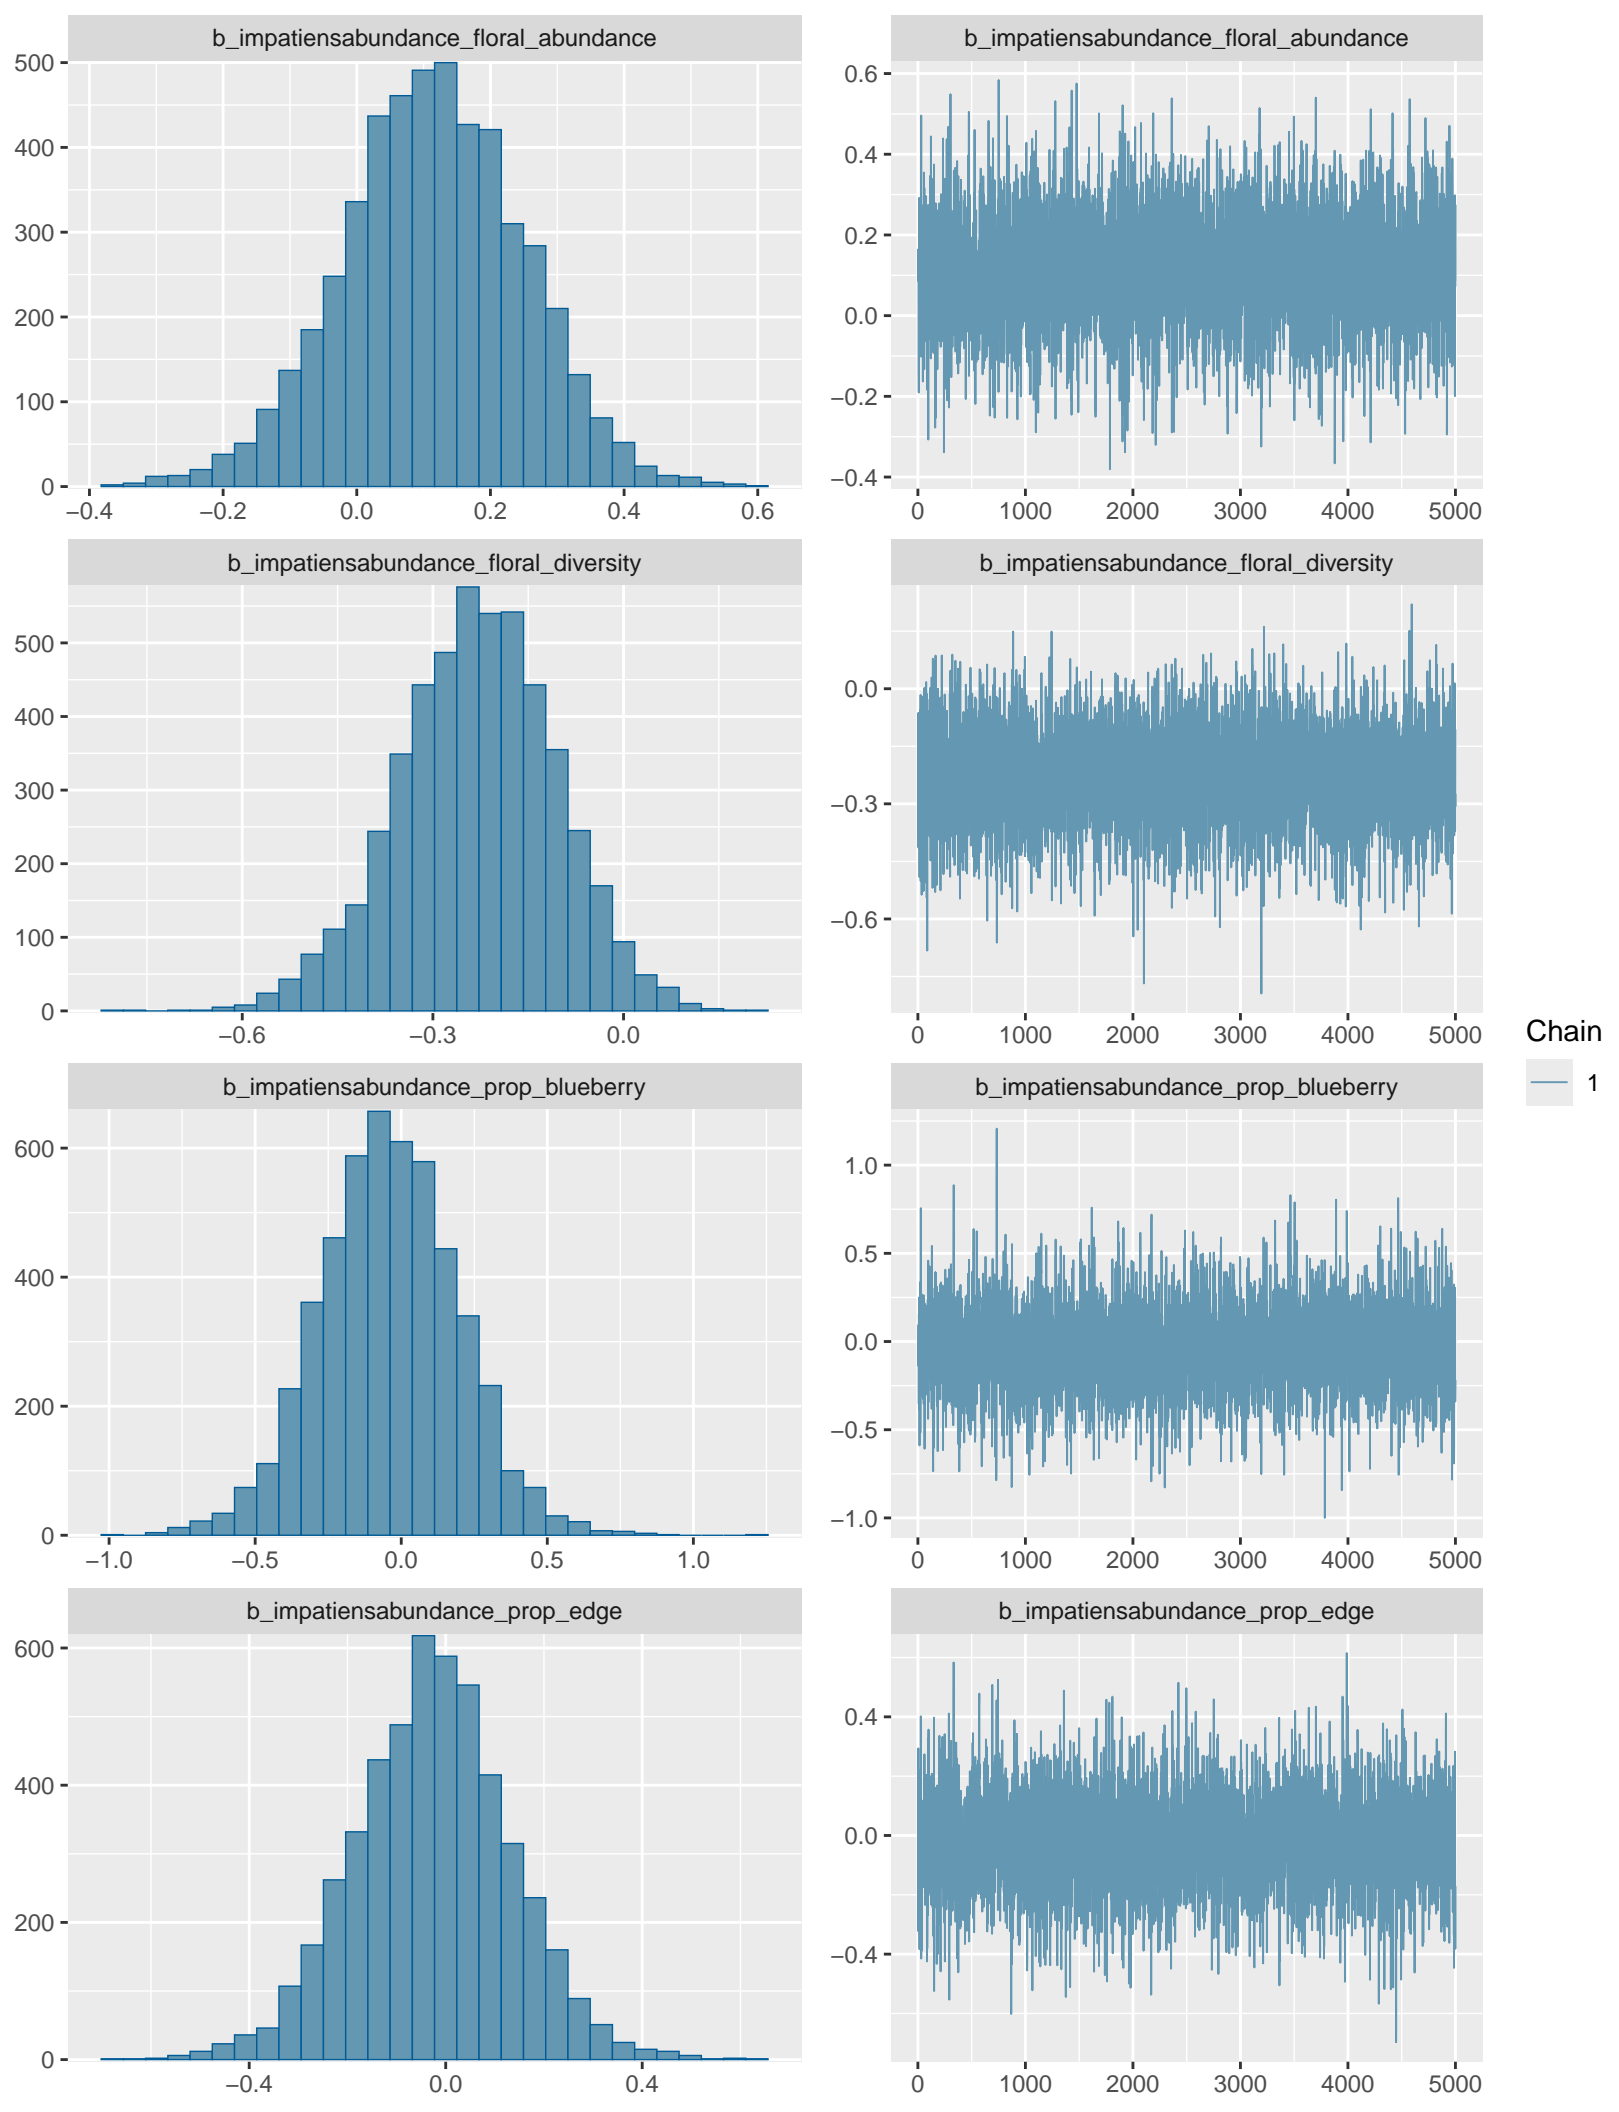 b_impatiensabundance_floral_abundance
500
400
300
200
100
0
−0.4 −0.2 0.0 0.2 0.4 0.6
b_impatiensabundance_floral_abundance
0.6
0.4
0.2
0.0
−0.2
−0.4
0 1000 2000 3000 4000 5000
b_impatiensabundance_floral_diversity
500
400
300
200
100
0
−0.6 −0.3 0.0
b_impatiensabundance_floral_diversity
0.0
−0.3
−0.6
0 1000 2000 3000 4000 5000
b_impatiensabundance_prop_blueberry
600
400
200
0
−1.0 −0.5 0.0 0.5 1.0
b_impatiensabundance_prop_blueberry
1.0
0.5
0.0
−0.5
−1.0
0 1000 2000 3000 4000 5000
b_impatiensabundance_prop_edge
600
400
200
0
−0.4 0.0 0.4
b_impatiensabundance_prop_edge
0.4
0.0
−0.4
0 1000 2000 3000 4000 5000
Chain
1